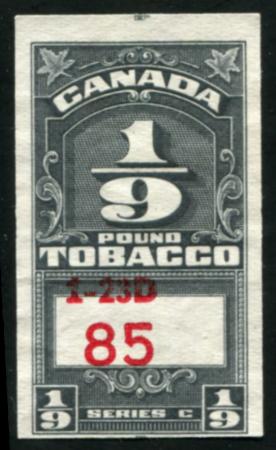 CANADA
1/9
POUND
TOBACCO
1-23D
85
1/9 SERIES C 1/9